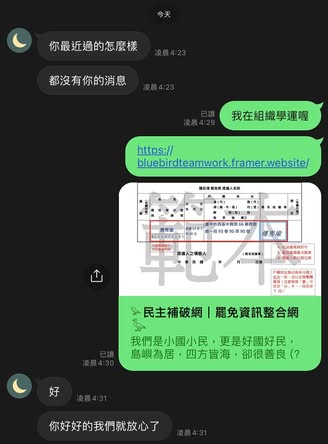 今天
你最近過的怎麼樣
凌晨4:23
都沒有你的消息
凌晨4:23
已讀
凌晨4:29
我在組織學運喔
https://
bluebirdteamwork.framer.website/
範本
民主補破網｜罷免資訊整合網
我們是小國小民，更是好國好民，
島嶼為居，四方皆海，卻很善良 (?
已讀
凌晨4:30
好
凌晨4:31
你好好的我們就放心了
凌晨4:31